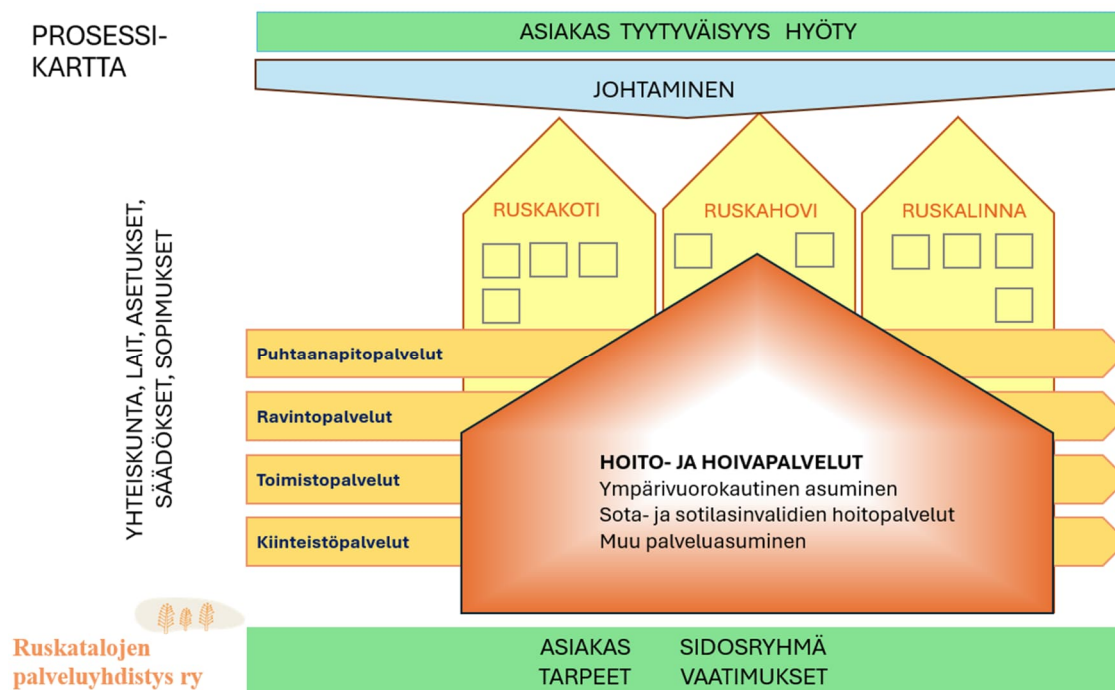 PROSESSI-
KARTTA
ASIAKAS TYYTYVÄISYYS HYÖTY
JOHTAMINEN
RUSKAKOTI
RUSKAHOVI
RUSKALINNA
YHTEISKUNTA, LAIT, ASETUKSET,
SÄÄDÖKSET, SOPIMUKSET
Puhtaanapitopalvelut
Ravintopalvelut
Toimistopalvelut
Kiinteistöpalvelut
HOITO- JA HOIVAPALVELUT
Ympärivuorokautinen asuminen
Sota- ja sotilasinvalidien hoitopalvelut
Muu palveluasuminen
Ruskatalojen
palveluyhdistys ry
ASIAKAS SIDOSRYHMÄ
TARPEET VAATIMUKSET